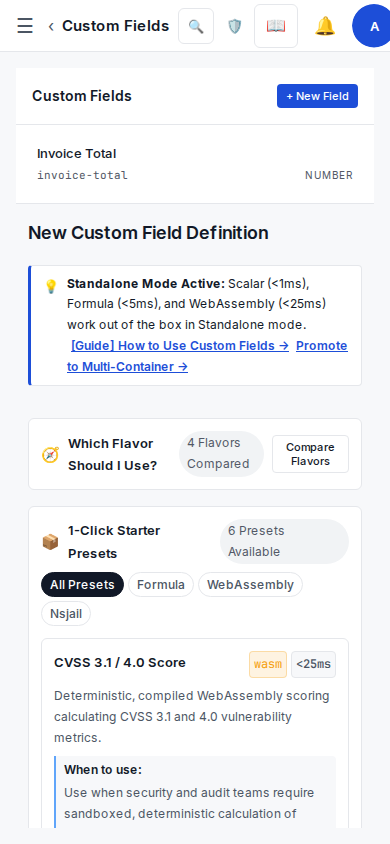 Custom Fields
A
Custom Fields
+ New Field
Invoice Total
invoice-total
NUMBER
New Custom Field Definition
Standalone Mode Active: Scalar (<1ms),
Formula (<5ms), and WebAssembly (<25ms)
work out of the box in Standalone mode.
[Guide] How to Use Custom Fields → Promote
to Multi-Container →
Which Flavor
Should I Use?
4 Flavors
Compared
Compare
Flavors
1-Click Starter
Presets
6 Presets
Available
All Presets
Formula
WebAssembly
Nsjail
CVSS 3.1 / 4.0 Score
wasm
<25ms
Deterministic, compiled WebAssembly scoring
calculating CVSS 3.1 and 4.0 vulnerability
metrics.
When to use:
Use when security and audit teams require
sandboxed, deterministic calculation of